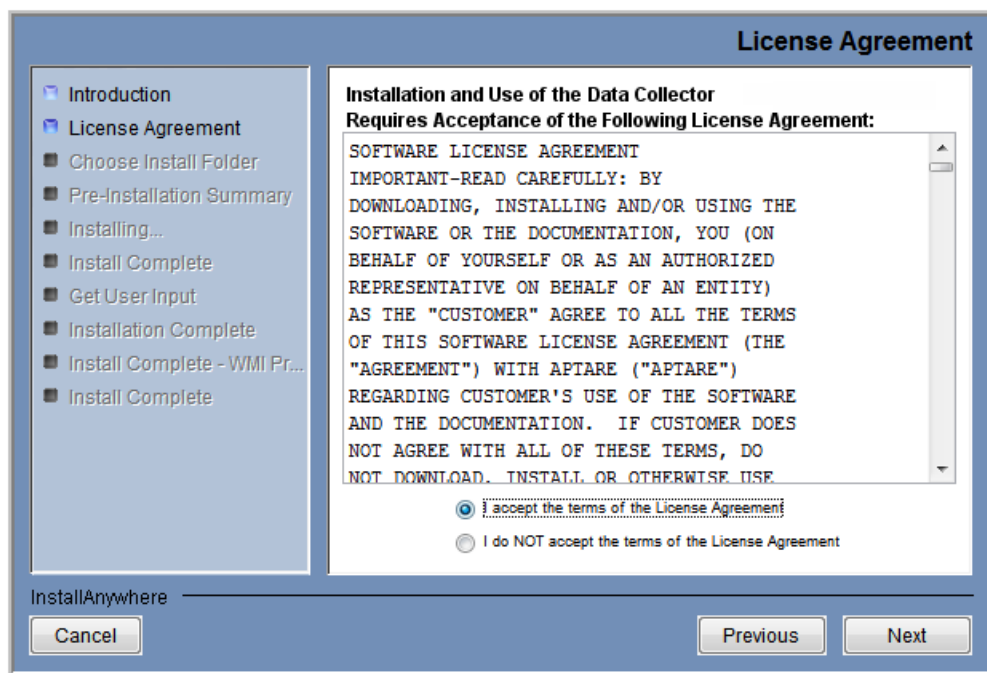 License Agreement
Introduction
License Agreement
Choose Install Folder
Pre-Installation Summary
Installing...
Install Complete
Get User Input
Installation Complete
Install Complete - WMI Pr...
Install Complete
Installation and Use of the Data Collector
Requires Acceptance of the Following License Agreement:
SOFTWARE LICENSE AGREEMENT
IMPORTANT-READ CAREFULLY: BY
DOWNLOADING, INSTALLING AND/OR USING THE
SOFTWARE OR THE DOCUMENTATION, YOU (ON
BEHALF OF YOURSELF OR AS AN AUTHORIZED
REPRESENTATIVE ON BEHALF OF AN ENTITY)
AS THE "CUSTOMER" AGREE TO ALL THE TERMS
OF THIS SOFTWARE LICENSE AGREEMENT (THE
"AGREEMENT") WITH APTARE ("APTARE")
REGARDING CUSTOMER'S USE OF THE SOFTWARE
AND THE DOCUMENTATION.  IF CUSTOMER DOES
NOT AGREE WITH ALL OF THESE TERMS, DO
NOT DOWNLOAD, INSTALL OR OTHERWISE USE
I accept the terms of the License Agreement
I do NOT accept the terms of the License Agreement
InstallAnywhere
Cancel
Previous
Next